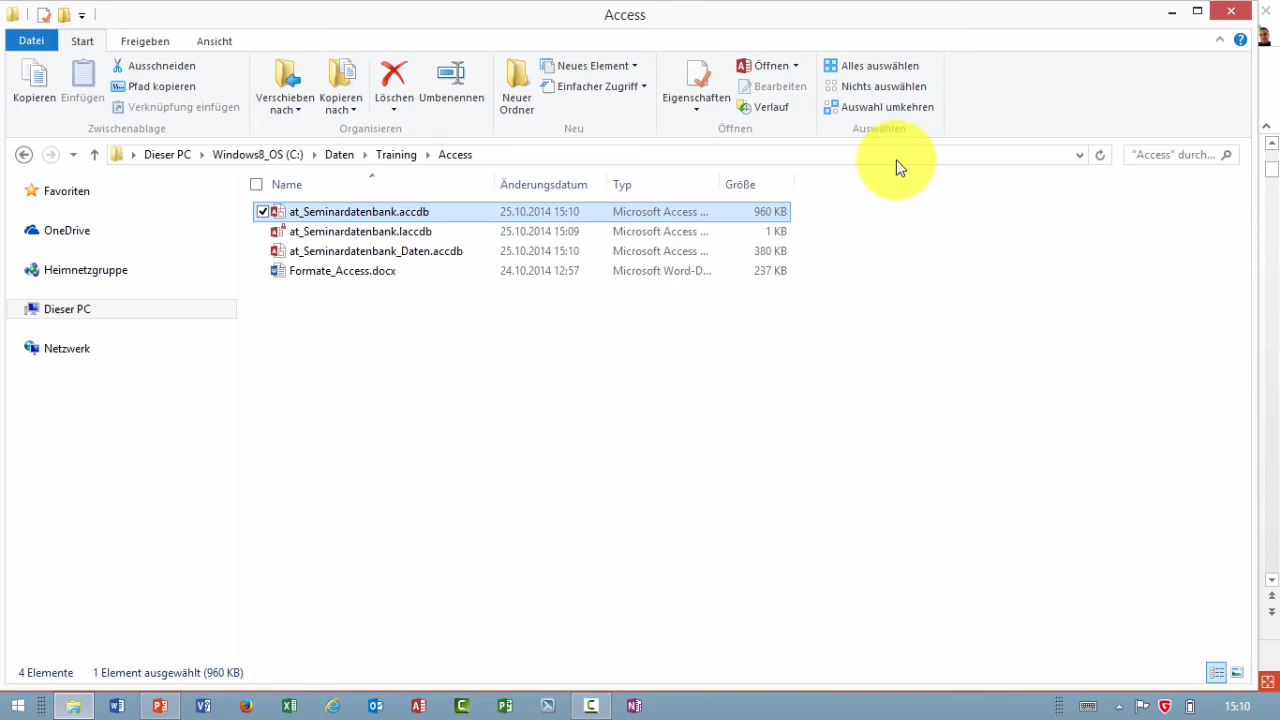 Access
Datei Start Freigeben Ansicht
Kopieren
Einfügen
Ausschneiden
Pfad kopieren
Verknüpfung einfügen
Zwischenablage
Verschieben nach
Kopieren nach
Löschen
Umbenennen
Organisieren
Neuer Ordner
Neues Element
Einfacher Zugriff
Neu
Eigenschaften
Öffnen
Bearbeiten
Verlauf
Öffnen
Alles auswählen
Nichts auswählen
Auswahl umkehren
Auswählen
Dieser PC Windows8_OS (C:) Daten Training Access
"Access" durch...
Favoriten
OneDrive
Heimnetzgruppe
Dieser PC
Netzwerk
Name Änderungsdatum Typ Größe
at_Seminardatenbank.accdb 25.10.2014 15:10 Microsoft Access ... 960 KB
at_Seminardatenbank.laccdb 25.10.2014 15:09 Microsoft Access ... 1 KB
at_Seminardatenbank_Daten.accdb 25.10.2014 15:10 Microsoft Access ... 380 KB
Formate_Access.docx 24.10.2014 12:57 Microsoft Word-D... 237 KB
4 Elemente 1 Element ausgewählt (960 KB)
15:10